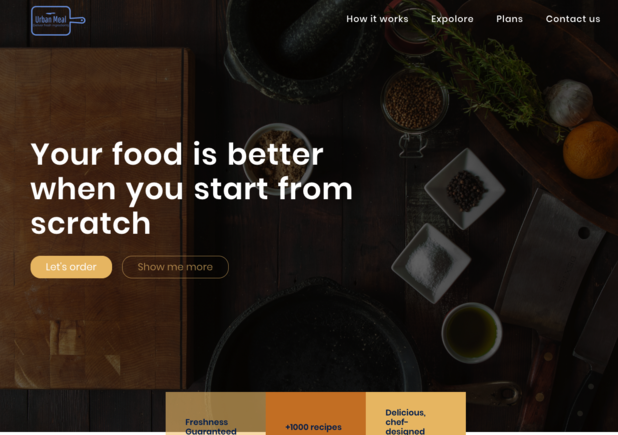 Urban Meal
How it works
Expolore
Plans
Contact us
Your food is better
when you start from
scratch
Let's order
Show me more
Freshness
Guaranteed
+1000 recipes
Delicious,
chef-
designed